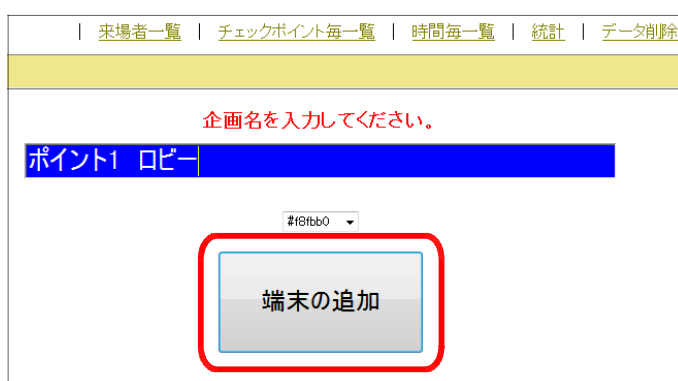 | 来場者一覧 | チェックポイント毎一覧 | 時間毎一覧 | 統計 | データ削除
企画名を入力してください。
ポイント1　ロビー
#f8fbb0
端末の追加